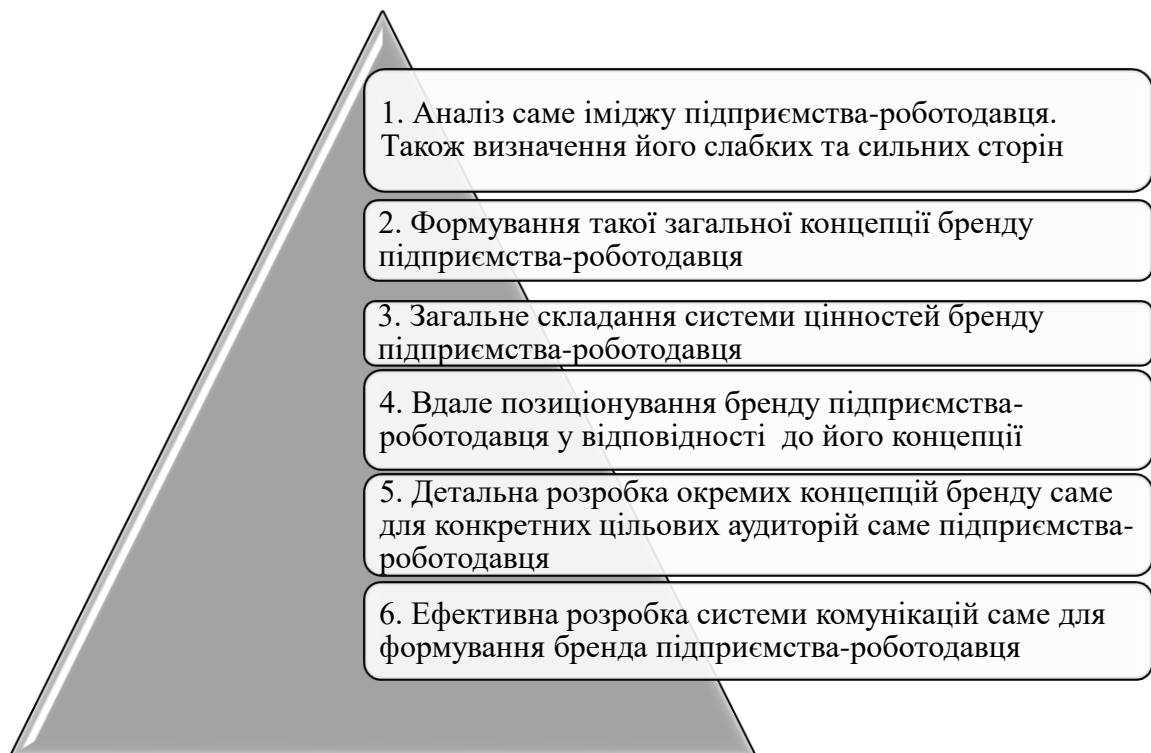 1. Аналіз саме іміджу підприємства-роботодавця.
Також визначення його слабких та сильних сторін
2. Формування такої загальної концепції бренду
підприємства-роботодавця
3. Загальне складання системи цінностей бренду
підприємства-роботодавця
4. Вдале позиціонування бренду підприємства-
роботодавця у відповідності  до його концепції
5. Детальна розробка окремих концепцій бренду саме
для конкретних цільових аудиторій саме підприємства-
роботодавця
6. Ефективна розробка системи комунікацій саме для
формування бренда підприємства-роботодавця